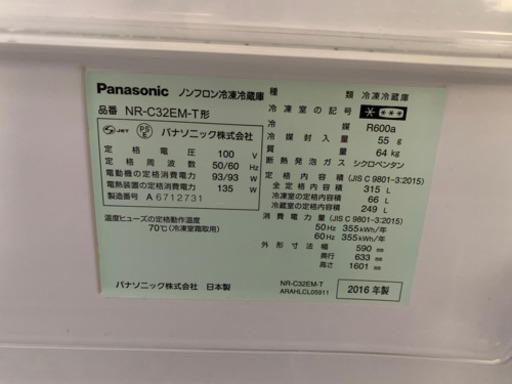 Panasonic ノンフロン冷凍冷蔵庫
品番 NR-C32EM-T形
JET PSE パナソニック株式会社
定格電圧 100 V
定格周波数 50/60 Hz
電動機の定格消費電力 93/93 W
電熱装置の定格消費電力 135 W
製造番号 A 6712731
温度ヒューズの定格動作温度
70℃(冷凍室霜取用)
パナソニック株式会社 日本製
種類 冷凍冷蔵庫
冷凍室の記号
冷媒 R600a
冷媒封入量 55 g
質量 64 kg
断熱発泡ガス シクロペンタン
定格内容積 (JIS C 9801-3:2015)
全定格内容積 315 L
冷凍室の定格内容積 66 L
冷蔵室の定格内容積 249 L
消費電力量 (JIS C 9801-3:2015)
50Hz 355kWh/年
60Hz 355kWh/年
外形寸法 幅 590 mm
奥行 633 mm
高さ 1601 mm
NR-C32EM-T
ARAHLCL05911
2016年製